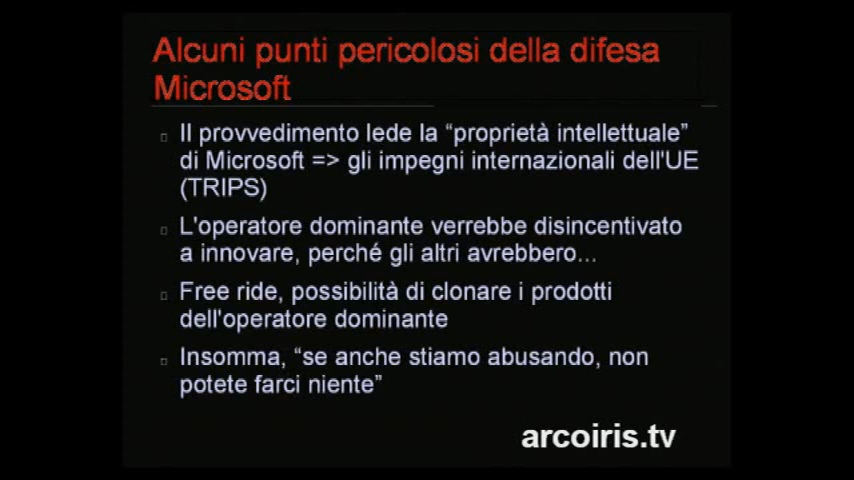 Alcuni punti pericolosi della difesa
Microsoft
Il provvedimento lede la “proprietà intellettuale”
di Microsoft => gli impegni internazionali dell'UE
(TRIPS)
L'operatore dominante verrebbe disincentivato
a innovare, perché gli altri avrebbero...
Free ride, possibilità di clonare i prodotti
dell'operatore dominante
Insomma, “se anche stiamo abusando, non
potete farci niente”
arcoiris.tv